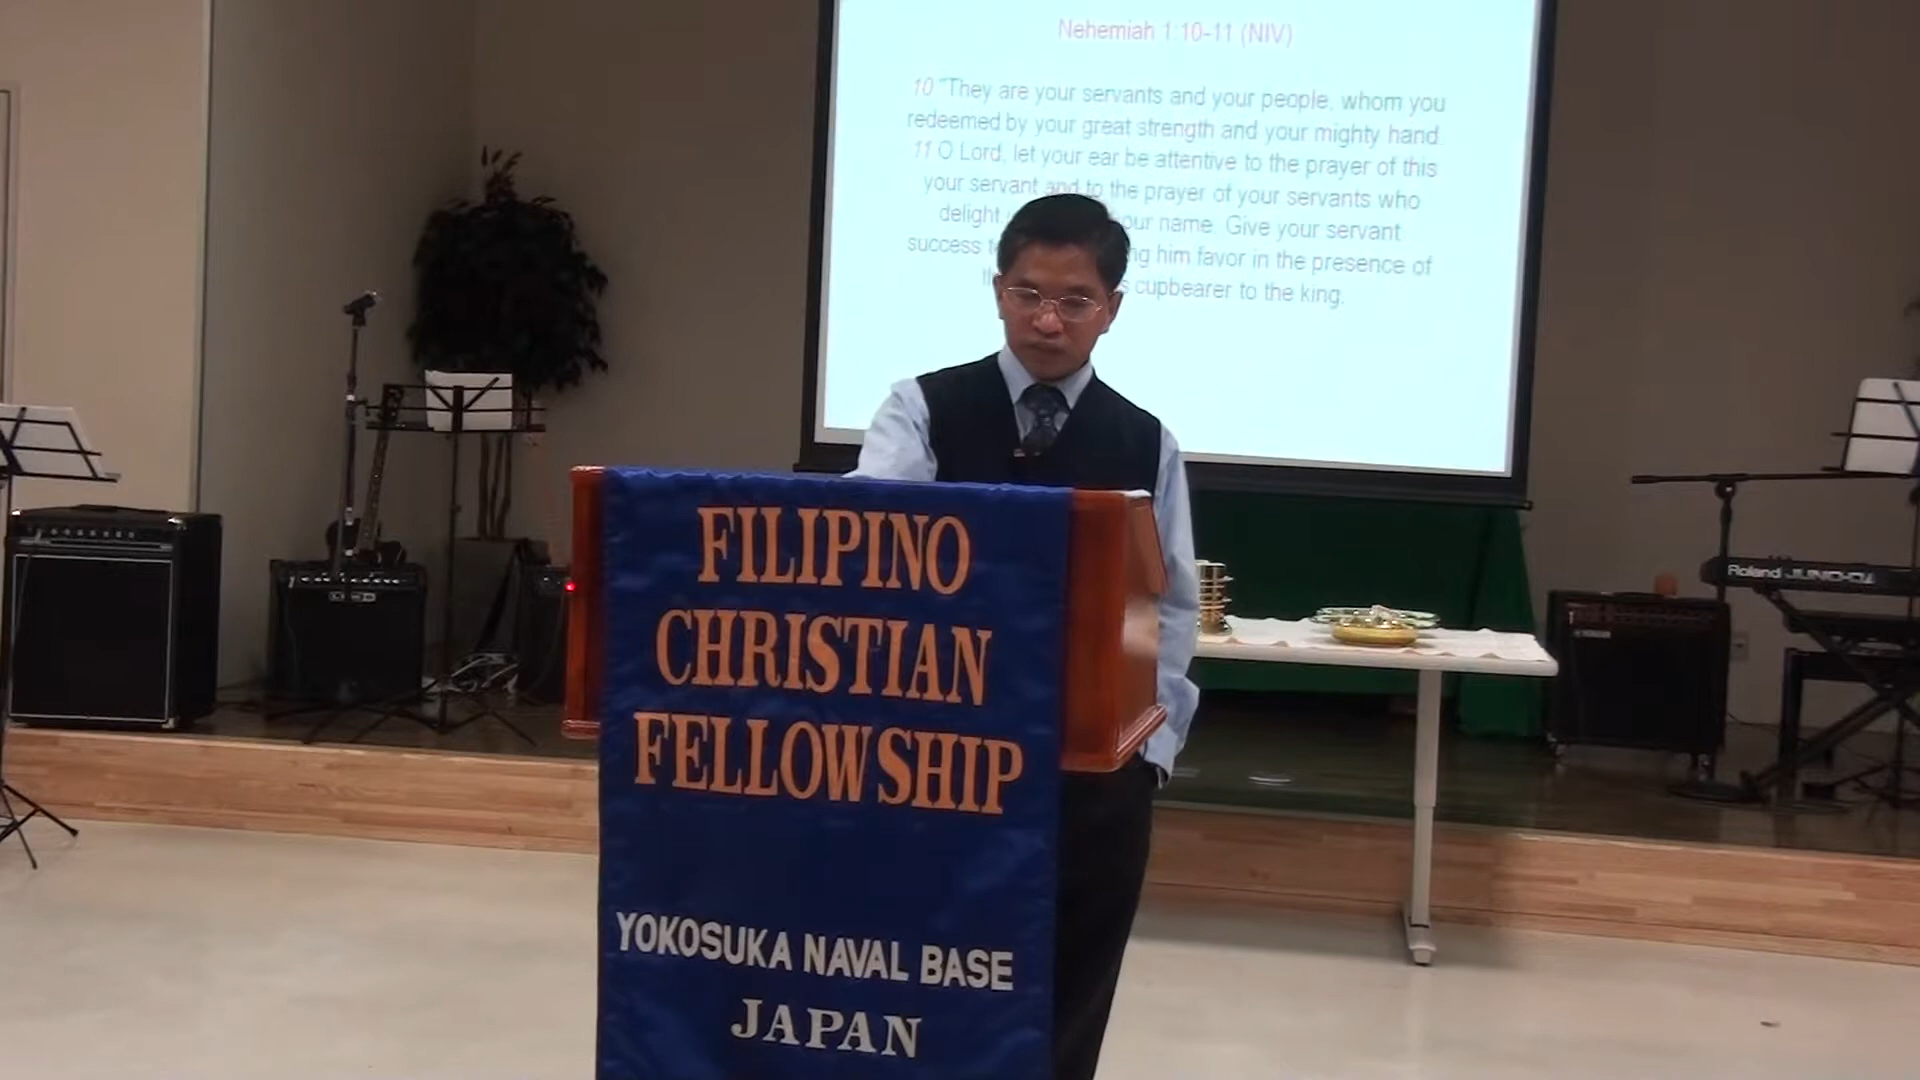 Nehemiah 1:10-11 (NIV)
10 "They are your servants and your people, whom you
redeemed by your great strength and your mighty hand.
11 O Lord, let your ear be attentive to the prayer of this
your servant and to the prayer of your servants who
delight your name. Give your servant
success him favor in the presence of
cupbearer to the king.
FILIPINO
CHRISTIAN
FELLOWSHIP
YOKOSUKA NAVAL BASE
JAPAN
Roland JUNO-Di